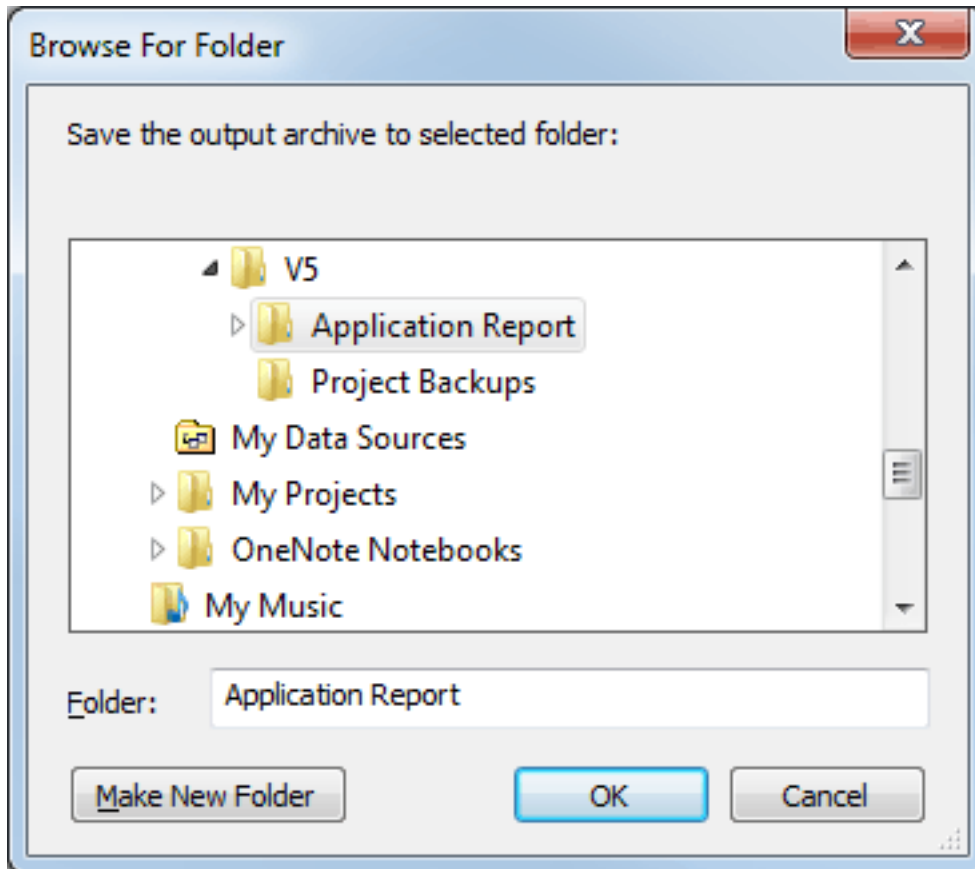 Browse For Folder
Save the output archive to selected folder:
V5
Application Report
Project Backups
My Data Sources
My Projects
OneNote Notebooks
My Music
Folder: Application Report
Make New Folder OK Cancel